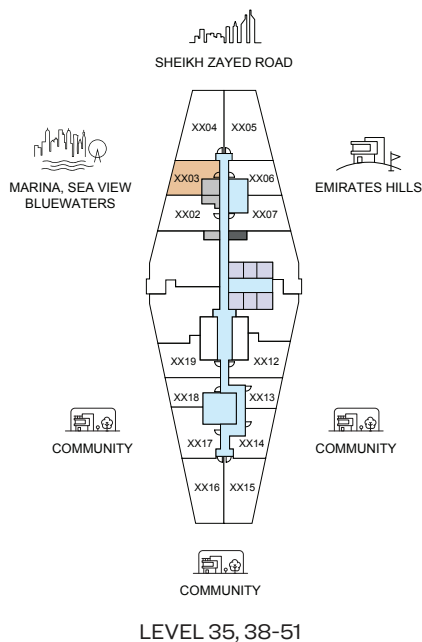 SHEIKH ZAYED ROAD
XX04 XX05
MARINA, SEA VIEW
BLUEWATERS
XX03 XX06
EMIRATES HILLS
XX02 XX07
XX19 XX12
XX18 XX13
COMMUNITY
XX17 XX14
COMMUNITY
XX16 XX15
COMMUNITY
LEVEL 35, 38-51